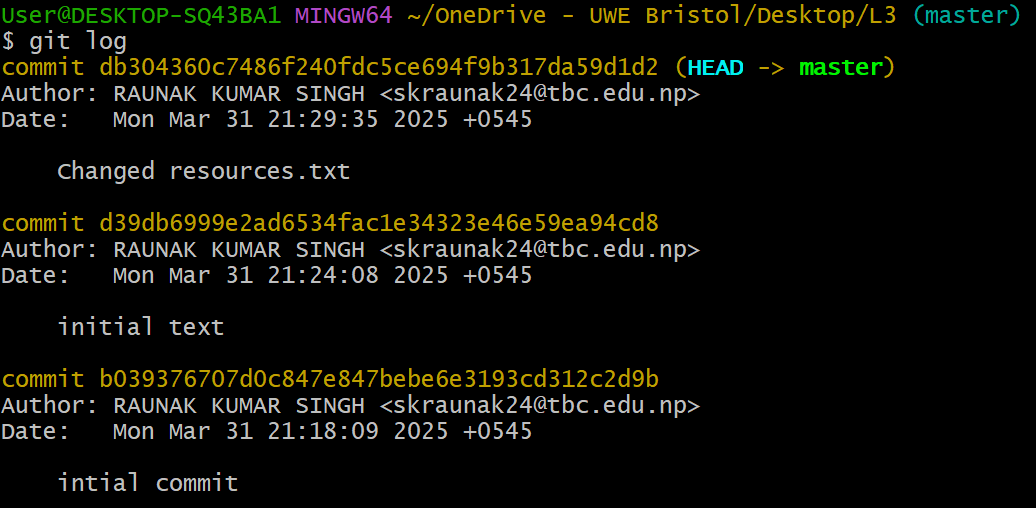 User@DESKTOP-SQ43BA1 MINGW64 ~/OneDrive - UWE Bristol/Desktop/L3 (master)
$ git log
commit db304360c7486f240fdc5ce694f9b317da59d1d2 (HEAD -> master)
Author: RAUNAK KUMAR SINGH <skraunak24@tbc.edu.np>
Date:   Mon Mar 31 21:29:35 2025 +0545
    Changed resources.txt
commit d39db6999e2ad6534fac1e34323e46e59ea94cd8
Author: RAUNAK KUMAR SINGH <skraunak24@tbc.edu.np>
Date:   Mon Mar 31 21:24:08 2025 +0545
    initial text
commit b039376707d0c847e847bebe6e3193cd312c2d9b
Author: RAUNAK KUMAR SINGH <skraunak24@tbc.edu.np>
Date:   Mon Mar 31 21:18:09 2025 +0545
    intial commit